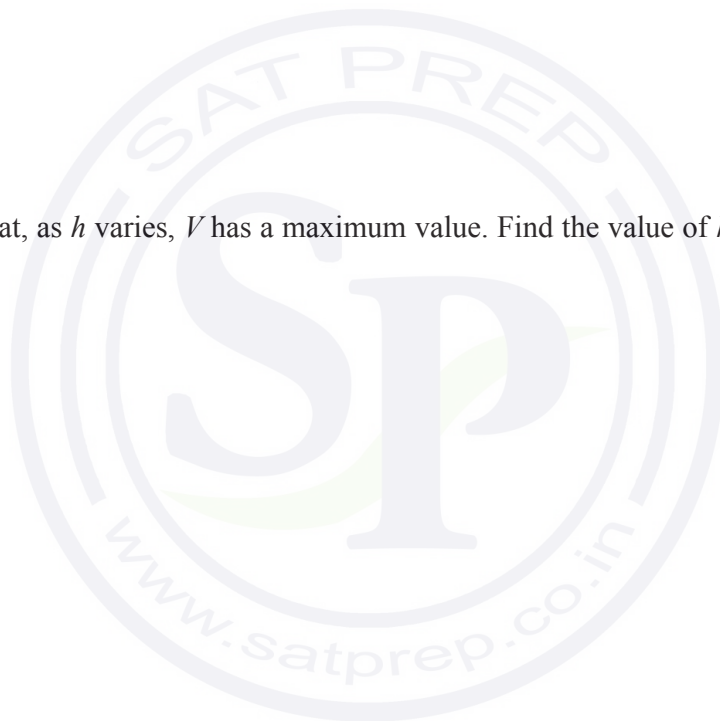 SAT PREP
at, as h varies, V has a maximum value. Find the value of
SP
www.satprep.co.in